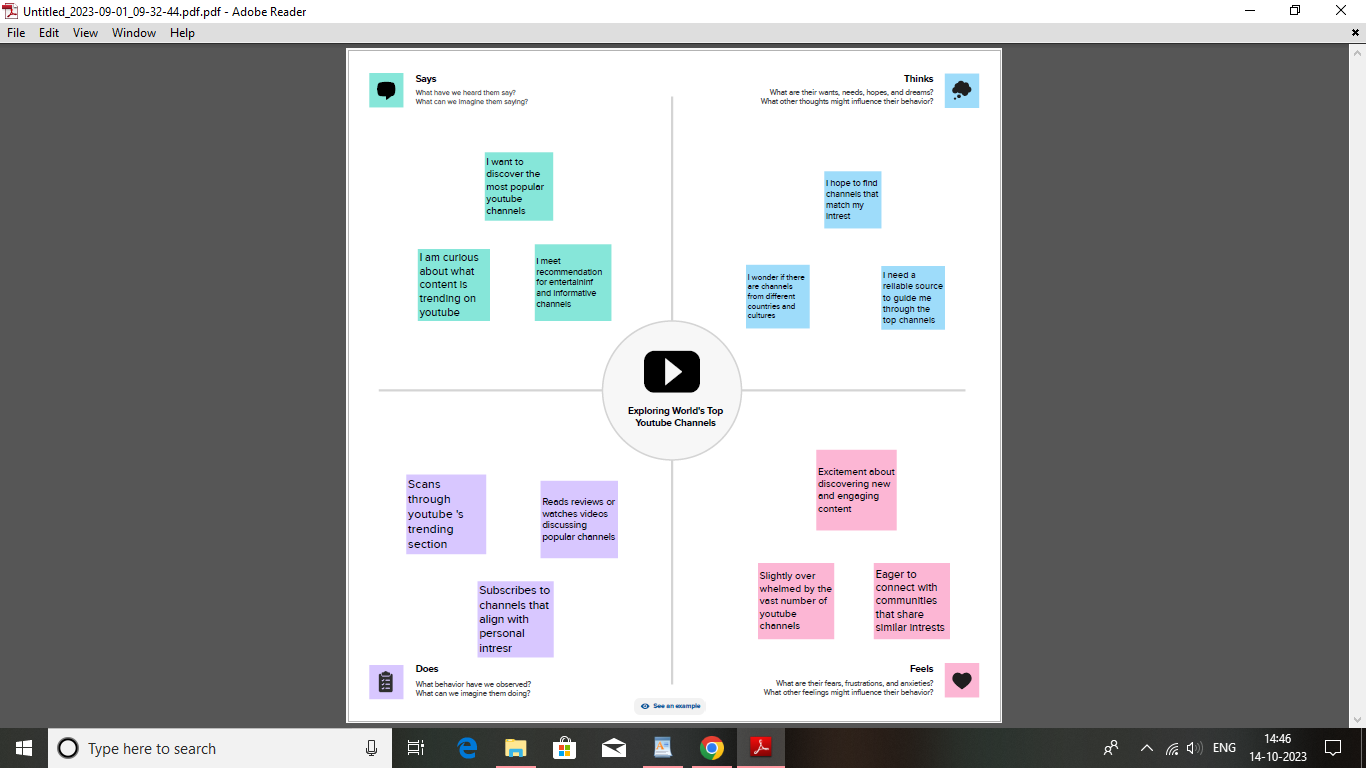 Untitled_2023-09-01_09-32-44.pdf.pdf - Adobe Reader
File Edit View Window Help
Says
What have we heard them say?
What can we imagine them saying?
Thinks
What are their wants, needs, hopes, and dreams?
What other thoughts might influence their behavior?
I want to
discover the
most popular
youtube
channels
I am curious
about what
content is
trending on
youtube
I meet
recommendation
for entertaininf
and informative
channels
I hope to find
channels that
match my
intrest
I wonder if there
are channels
from different
countries and
cultures
I need a
reliable source
to guide me
through the
top channels
Exploring World's Top
Youtube Channels
Scans
through
youtube 's
trending
section
Reads reviews or
watches videos
discussing
popular channels
Subscribes to
channels that
align with
personal
intresr
Excitement about
discovering new
and engaging
content
Slightly over
whelmed by the
vast number of
youtube
channels
Eager to
connect with
communities
that share
similar intrests
Does
What behavior have we observed?
What can we imagine them doing?
Feels
What are their fears, frustrations, and anxieties?
What other feelings might influence their behavior?
See an example
Type here to search
ENG
14:46
14-10-2023